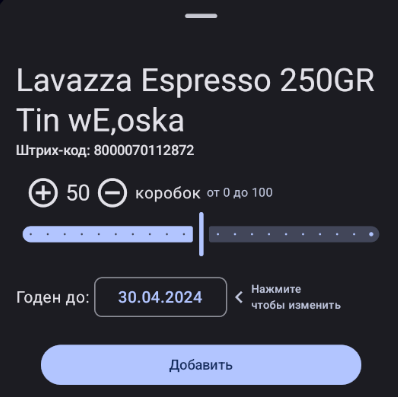 Lavazza Espresso 250GR
Tin wE,oska
Штрих-код: 8000070112872
50 коробок от 0 до 100
Годен до: 30.04.2024 Нажмите
чтобы изменить
Добавить